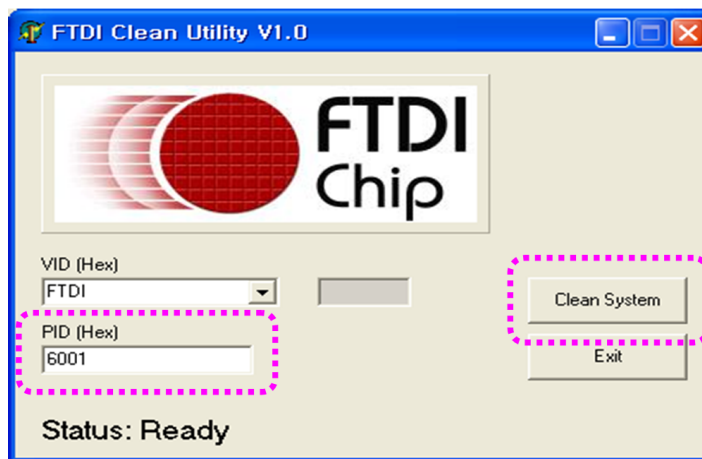 FTDI Clean Utility V1.0
FTDI
Chip
VID (Hex)
FTDI
Clean System
PID (Hex)
6001
Exit
Status: Ready